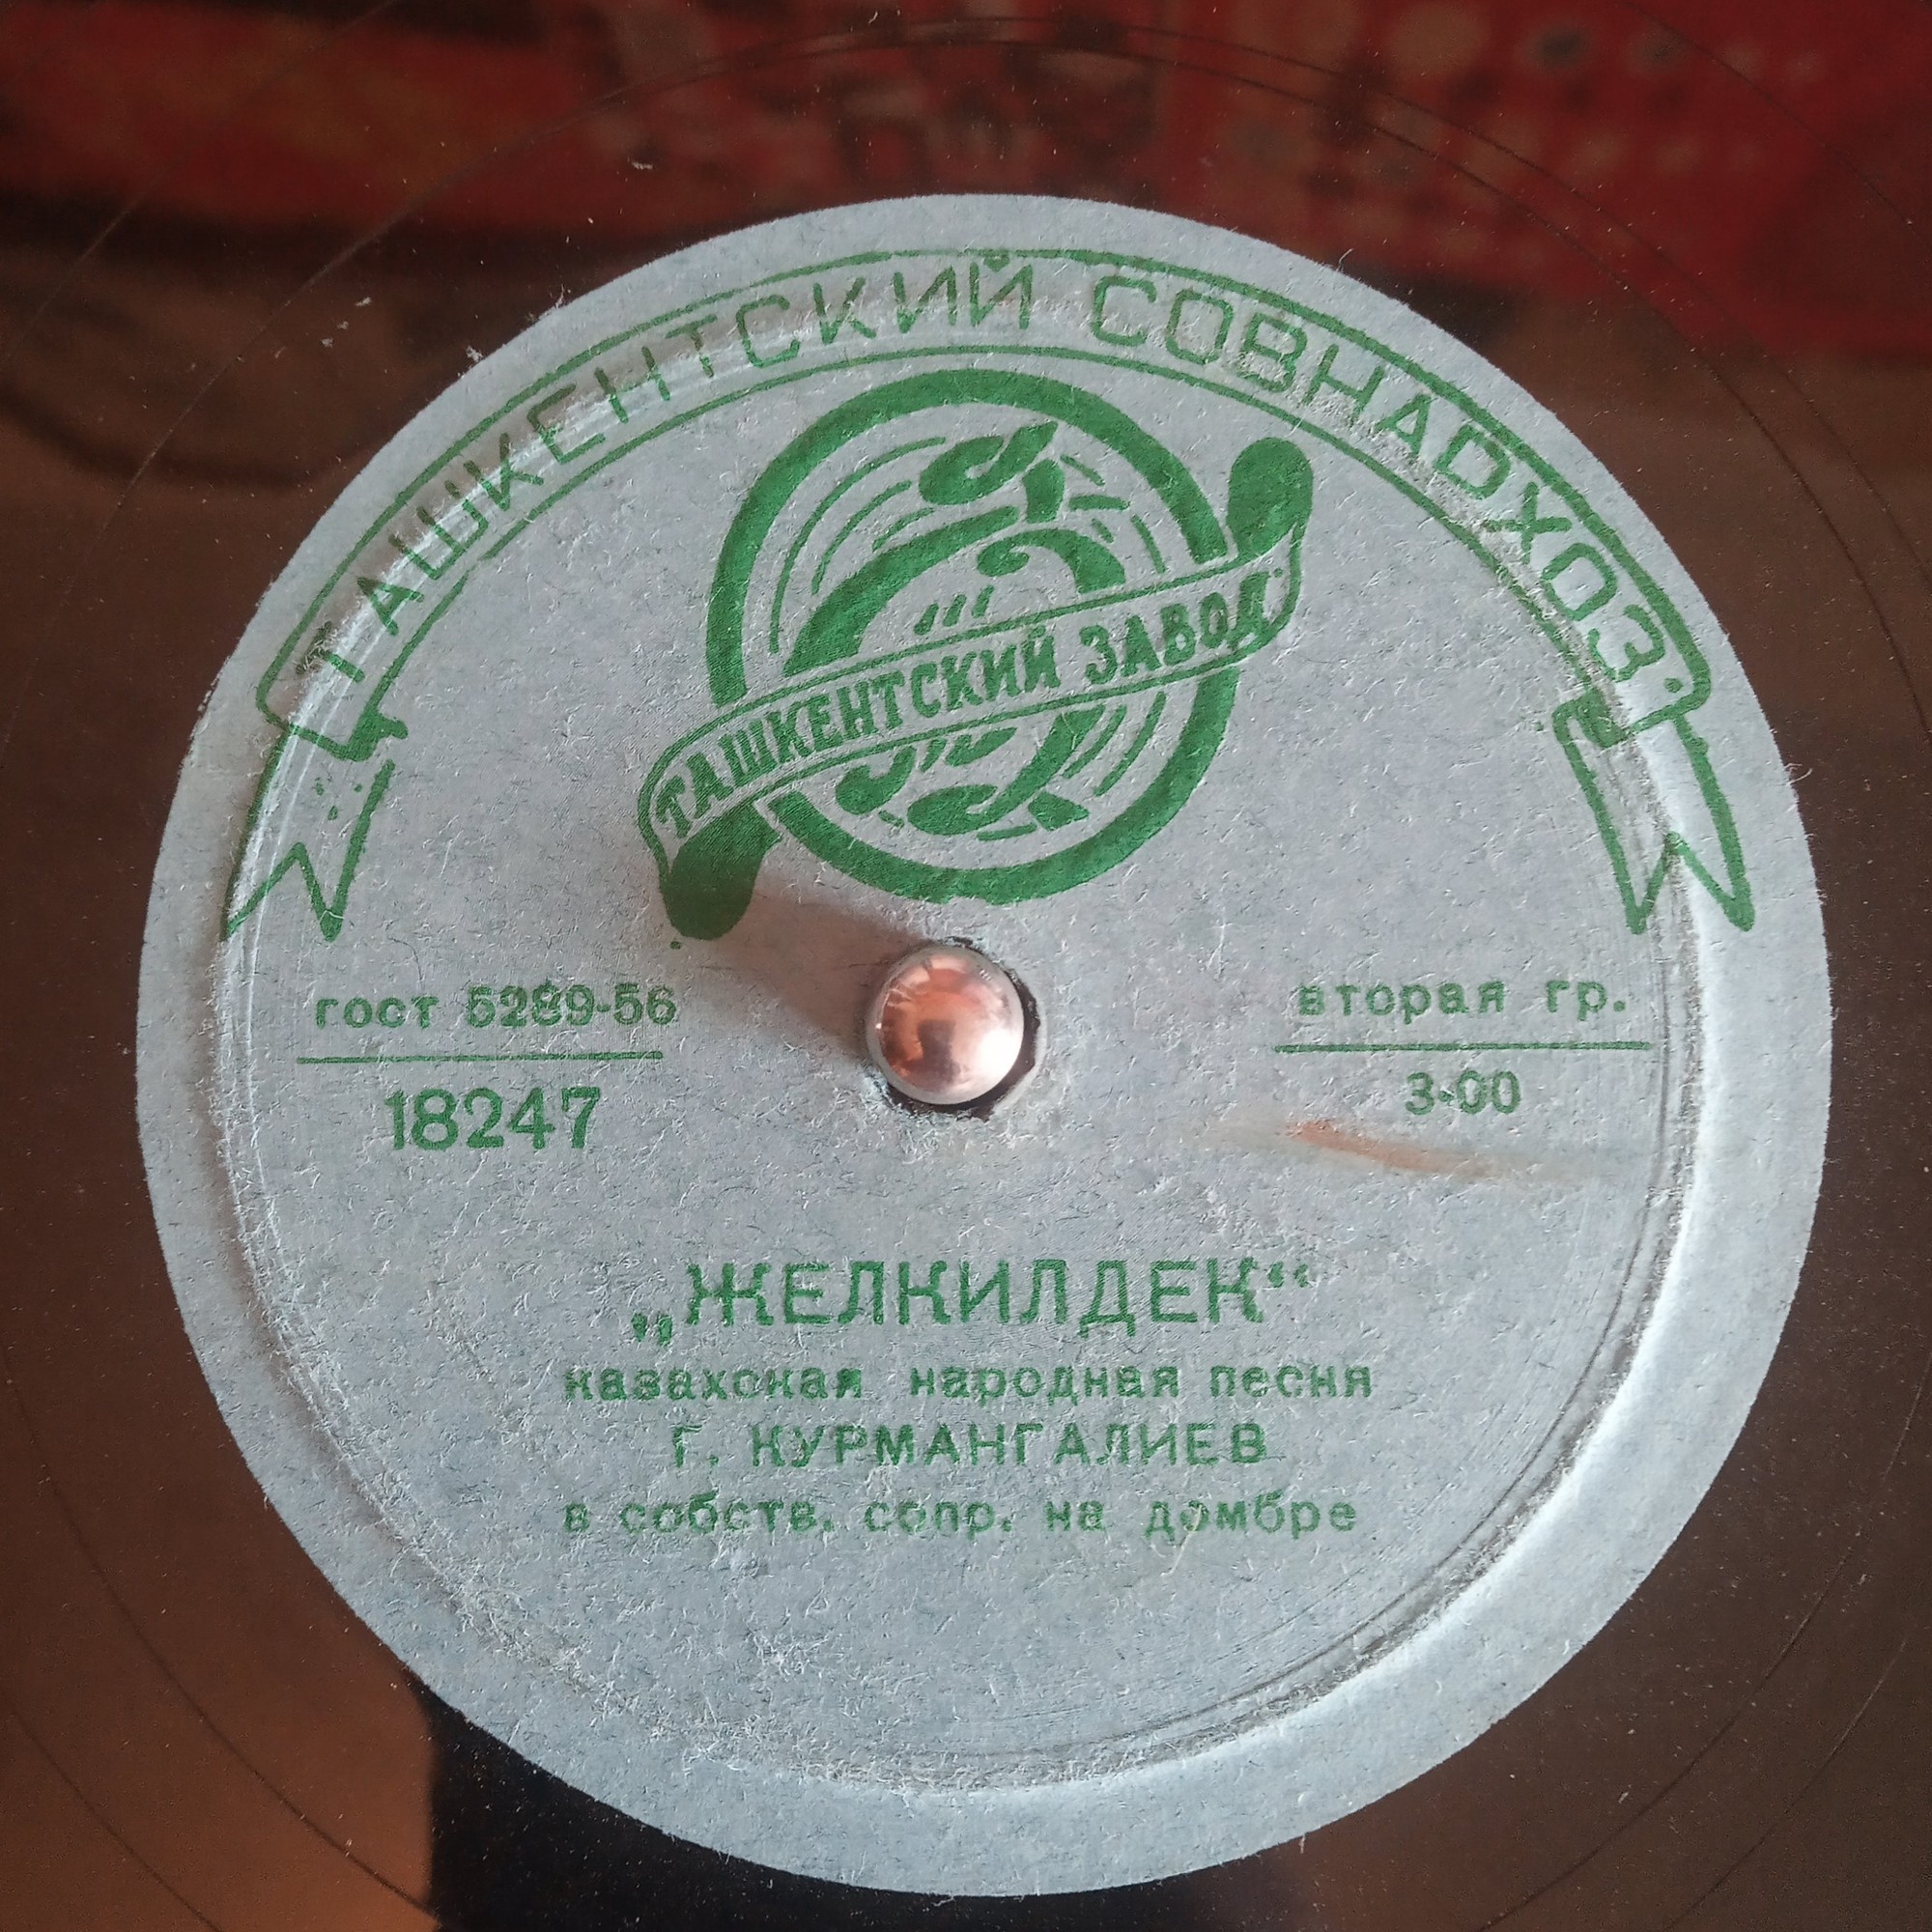 ТАШКЕНТСКИЙ СОВНАДХОЗ
ТАШКЕНТСКИЙ ЗАВОД
гост 5289-56
18247
вторая гр.
3-00
„ЖЕЛКИЛДЕК“
казахская народная песня
Г. КУРМАНГАЛИЕВ
в собств. сопр. на домбре